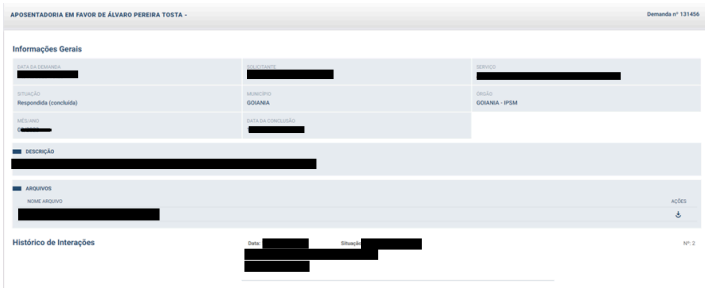 APOSENTADORIA EM FAVOR DE ÁLVARO PEREIRA TOSTA -
Demanda nº 131456
Informações Gerais
DATA DA DEMANDA
SOLICITANTE
SERVIÇO
SITUAÇÃO
Respondida (concluída)
MUNICÍPIO
GOIANIA
ÓRGÃO
GOIANIA - IPSM
MÊS/ANO
DATA DA CONCLUSÃO
DESCRIÇÃO
ARQUIVOS
NOME ARQUIVO
AÇÕES
Histórico de Interações
Data:
Situação
Nº: 2